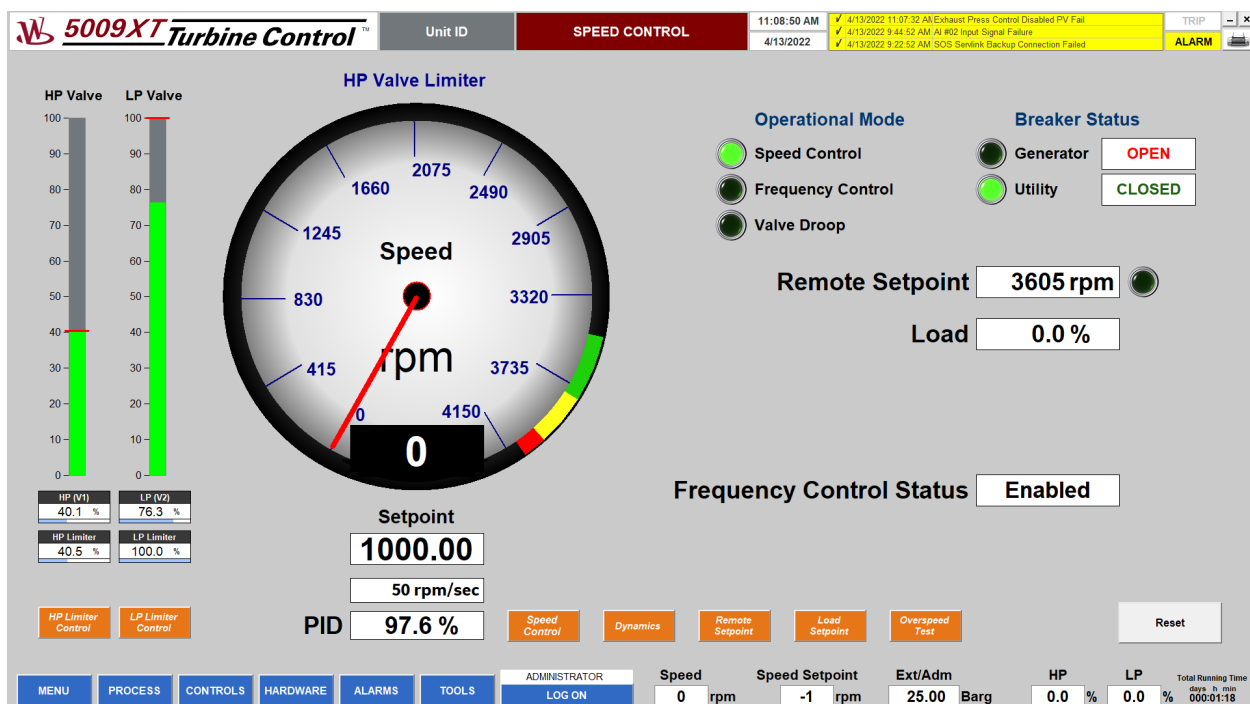 5009XT Turbine Control ™
Unit ID
SPEED CONTROL
11:08:50 AM
4/13/2022
4/13/2022 11:07:32 AM Exhaust Press Control Disabled PV Fail
4/13/2022 9:44:52 AM AI #02 Input Signal Failure
4/13/2022 9:22:52 AM SOS Servlink Backup Connection Failed
TRIP
ALARM
HP Valve
LP Valve
100
90
80
70
60
50
40
30
20
10
0
100
90
80
70
60
50
40
30
20
10
0
HP (V1)
40.1 %
LP (V2)
76.3 %
HP Limiter
40.5 %
LP Limiter
100.0 %
HP Limiter
Control
LP Limiter
Control
HP Valve Limiter
0
415
830
1245
1660
2075
2490
2905
3320
3735
4150
Speed
rpm
0
Setpoint
1000.00
50 rpm/sec
PID 97.6 %
Operational Mode
Speed Control
Frequency Control
Valve Droop
Breaker Status
Generator OPEN
Utility CLOSED
Remote Setpoint 3605 rpm
Load 0.0 %
Frequency Control Status Enabled
Speed
Control
Dynamics
Remote
Setpoint
Load
Setpoint
Overspeed
Test
Reset
MENU
PROCESS
CONTROLS
HARDWARE
ALARMS
TOOLS
ADMINISTRATOR
LOG ON
Speed
0 rpm
Speed Setpoint
-1 rpm
Ext/Adm
25.00 Barg
HP
0.0 %
LP
0.0 %
Total Running Time
days h min
000:01:18